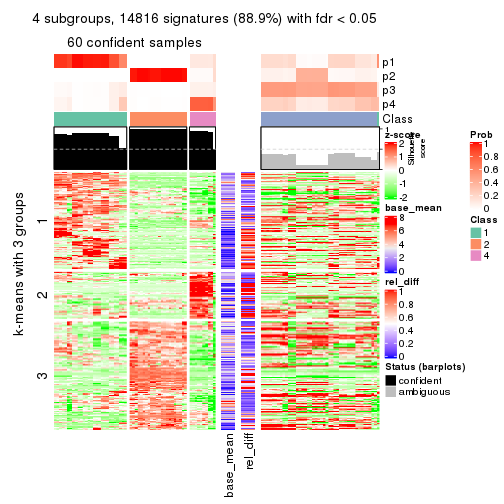 4 subgroups, 14816 signatures (88.9%) with fdr < 0.05
60 confident samples
p1
p2
p3
p4
Class
1
Silhouette
score
k-means with 3 groups
1
2
3
base_mean
rel_diff
z-score
2
1
0
-1
-2
base_mean
8
6
4
2
0
rel_diff
1
0.8
0.6
0.4
0.2
0
Status (barplots)
confident
ambiguous
Prob
1
0.8
0.6
0.4
0.2
0
Class
1
2
4